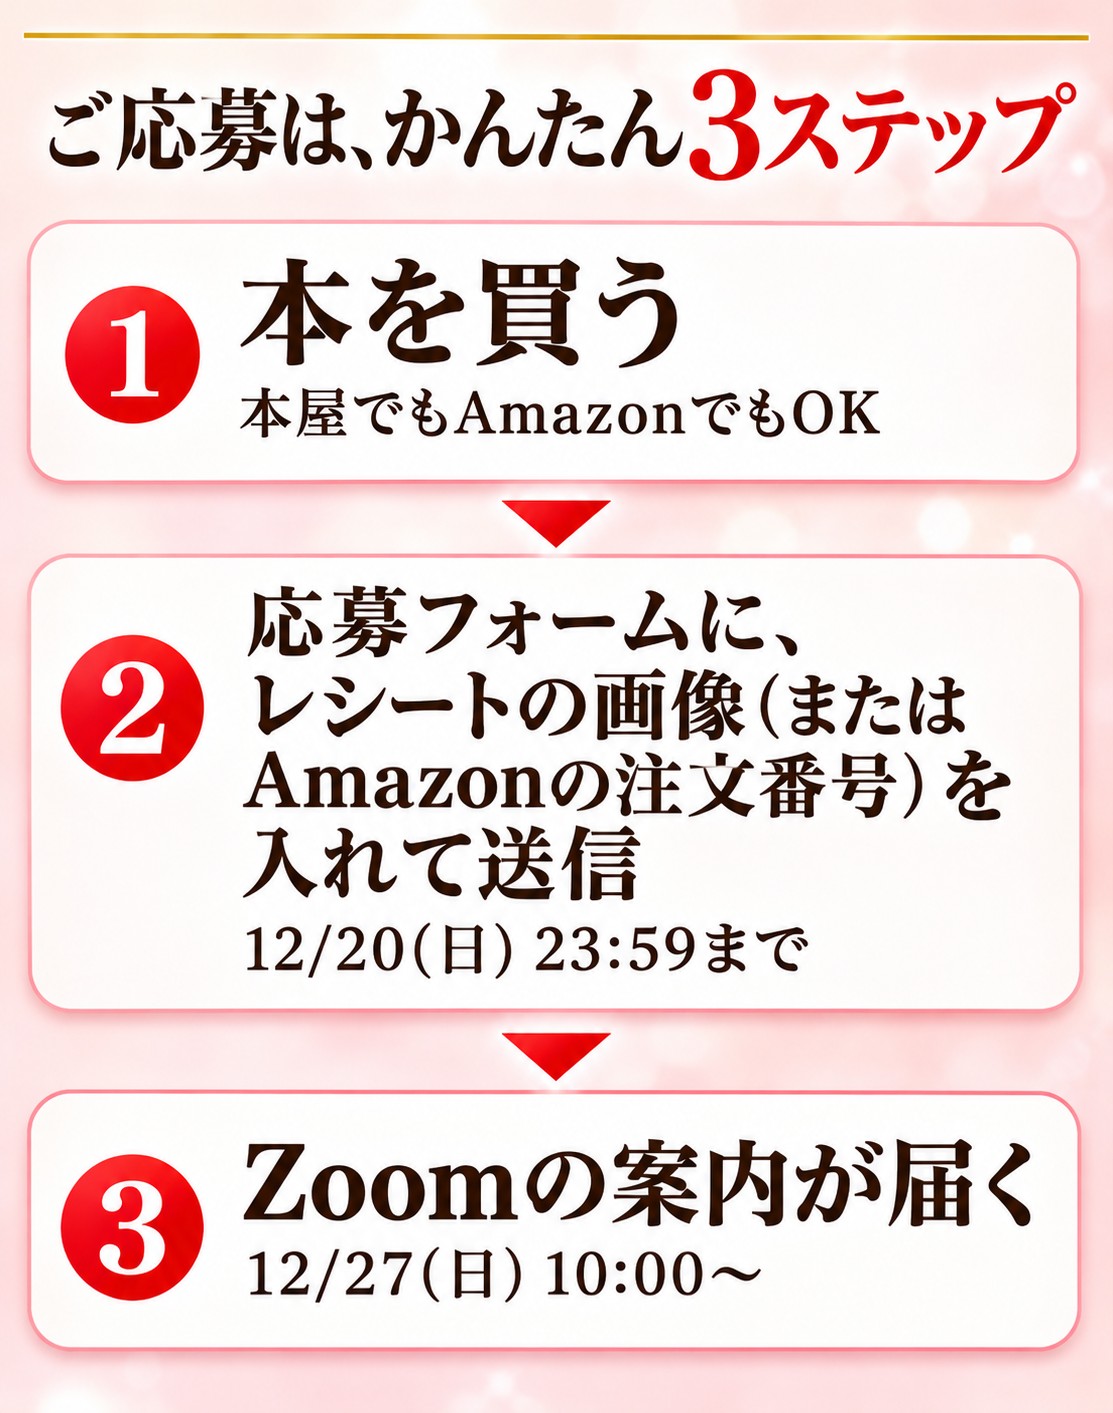 ご応募は、かんたん3ステップ
1
本を買う
本屋でもAmazonでもOK
2
応募フォームに、
レシートの画像(または
Amazonの注文番号)を
入れて送信
12/20(日) 23:59まで
3
Zoomの案内が届く
12/27(日) 10:00〜